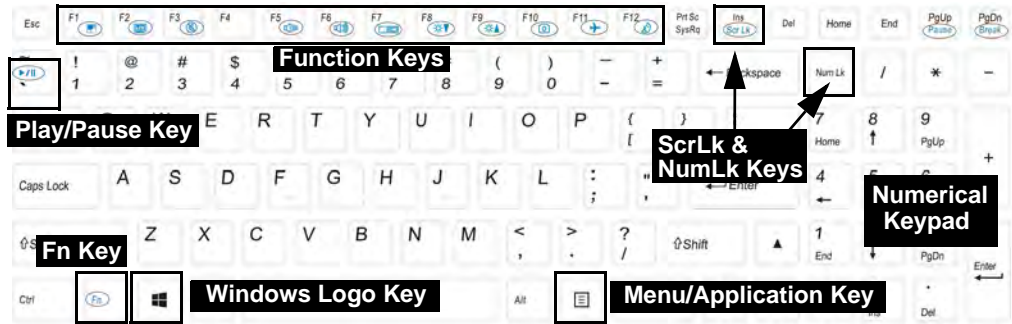 Esc F1 F2 F3 F4 F5 F6 F7 F8 F9 F10 F11 F12 Prt Sc SysRq Ins Scr Lk Del Home End PgUp Pause PgDn Break
Function Keys
~ ! @ # $ ( ) — + Backspace Num Lk / * −
` 1 2 3 4 5 6 7 8 9 0 - =
Play/Pause Key
E R T Y U I O P { [ } 7 Home 8 9 PgUp +
ScrLk &
NumLk Keys
Caps Lock A S D F G H J K L : ; " ' Enter 4
Numerical
Keypad
Fn Key
Z X C V B N M < , > . ? / Shift 1 End PgDn Enter
Ctrl Fn Alt . Del
Windows Logo Key
Menu/Application Key